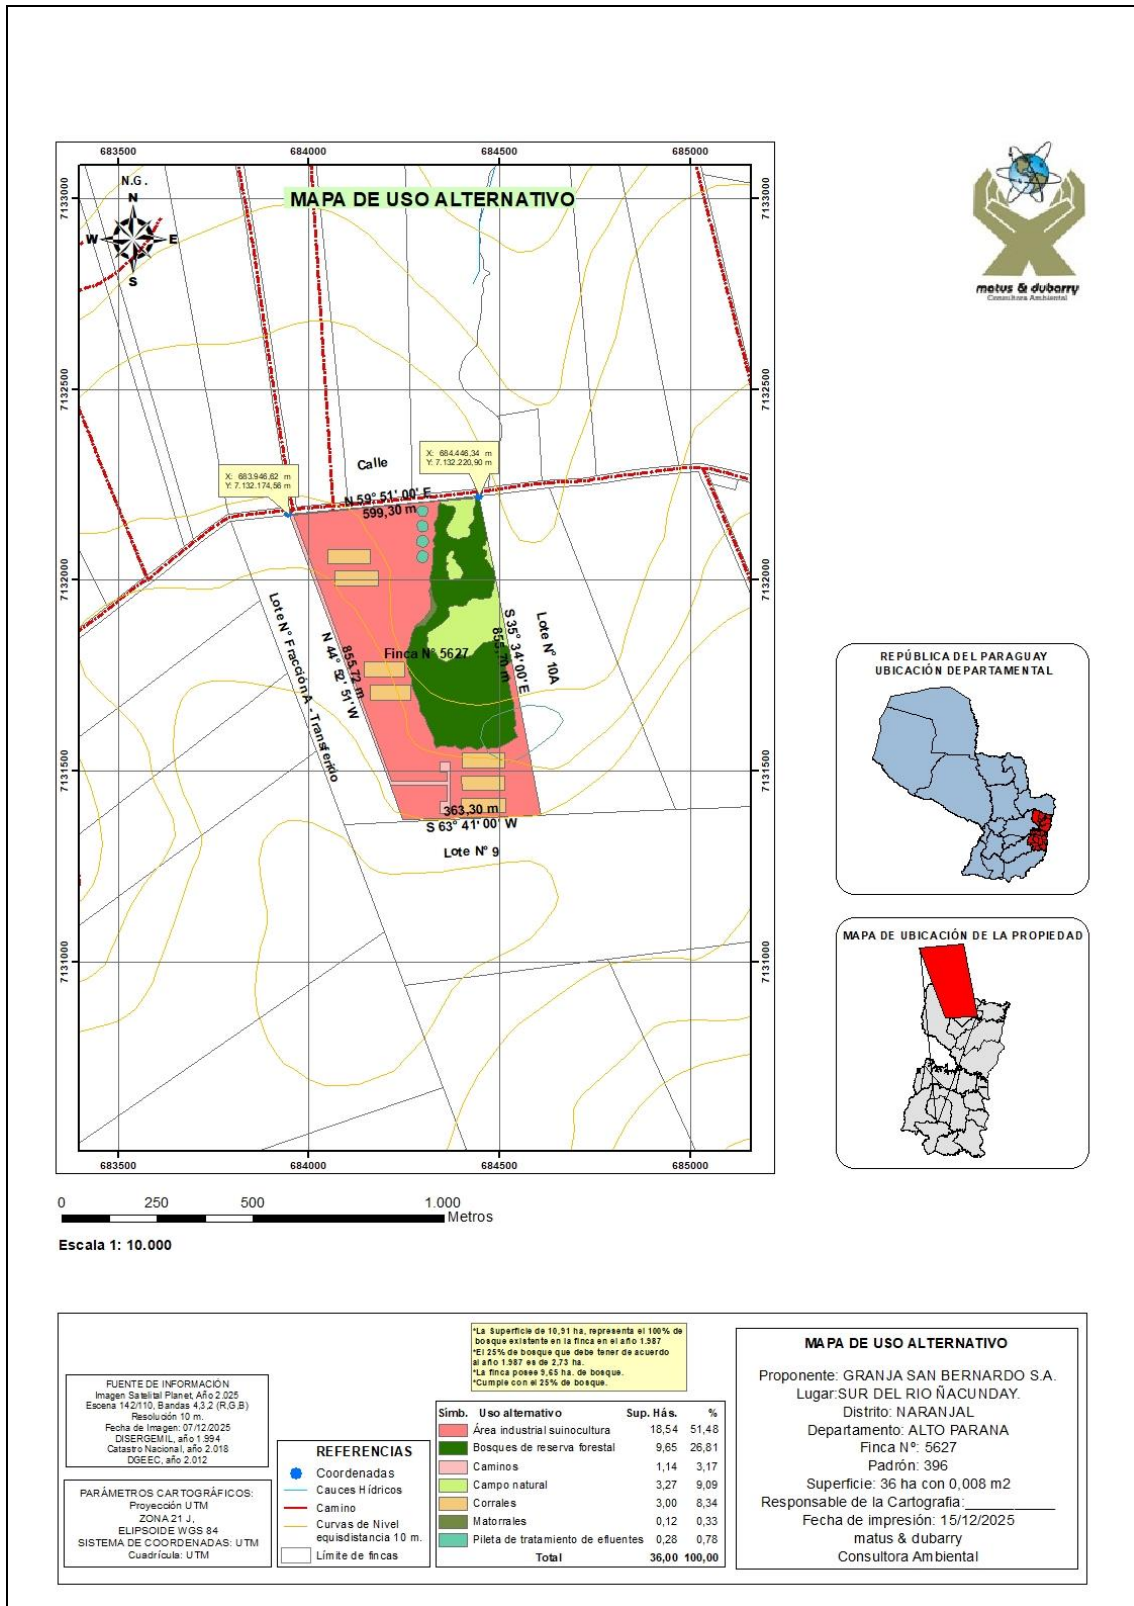 683500 684000 684500 685000
7133000
7132500
7132000
7131500
7131000
N.G.
N
W E
S
MAPA DE USO ALTERNATIVO
matus & dubarry
Consultora Ambiental
X: 683.946,62 m
Y: 7.132.174,56 m
X: 684.446,34 m
Y: 7.132.220,90 m
Calle
N 59° 51' 00' E
599,30 m
Lote N° Fracción A - Transferido
N 44° 52' 51' W
855,72 m
Finca N° 5627
S 35° 34' 00' E
855,70 m
Lote N° 10A
363,30 m
S 63° 41' 00' W
Lote N° 9
7133000
7132500
7132000
7131500
7131000
683500 684000 684500 685000
REPÚBLICA DEL PARAGUAY
UBICACIÓN DEPARTAMENTAL
MAPA DE UBICACIÓN DE LA PROPIEDAD
0 250 500 1.000
Metros
Escala 1: 10.000
FUENTE DE INFORMACIÓN
Imagen Satelital Planet, Año 2.025
Escena 142/110, Bandas 4,3,2 (R,G,B)
Resolución 10 m.
Fecha de Imagen: 07/12/2025
DISERGEMIL, año 1.994
Catastro Nacional, año 2.018
DGEEC, año 2.012
PARÁMETROS CARTOGRÁFICOS:
Proyección UTM
ZONA 21 J,
ELIPSOIDE WGS 84
SISTEMA DE COORDENADAS: UTM
Cuadrícula: UTM
REFERENCIAS
Coordenadas
Cauces Hídricos
Camino
Curvas de Nivel
equisdistancia 10 m.
Límite de fincas
*La Superficie de 10,91 ha, representa el 100% de
bosque existente en la finca en el año 1.987
*El 25% de bosque que debe tener de acuerdo
al año 1.987 es de 2,73 ha.
*La finca posee 9,65 ha. de bosque.
*Cumple con el 25% de bosque.
Simb. Uso alternativo Sup. Hás. %
Área industrial suinocultura 18,54 51,48
Bosques de reserva forestal 9,65 26,81
Caminos 1,14 3,17
Campo natural 3,27 9,09
Corrales 3,00 8,34
Matorrales 0,12 0,33
Pileta de tratamiento de efluentes 0,28 0,78
Total 36,00 100,00
MAPA DE USO ALTERNATIVO
Proponente: GRANJA SAN BERNARDO S.A.
Lugar:SUR DEL RIO ÑACUNDAY.
Distrito: NARANJAL
Departamento: ALTO PARANA
Finca Nº: 5627
Padrón: 396
Superficie: 36 ha con 0,008 m2
Responsable de la Cartografia:___________
Fecha de impresión: 15/12/2025
matus & dubarry
Consultora Ambiental